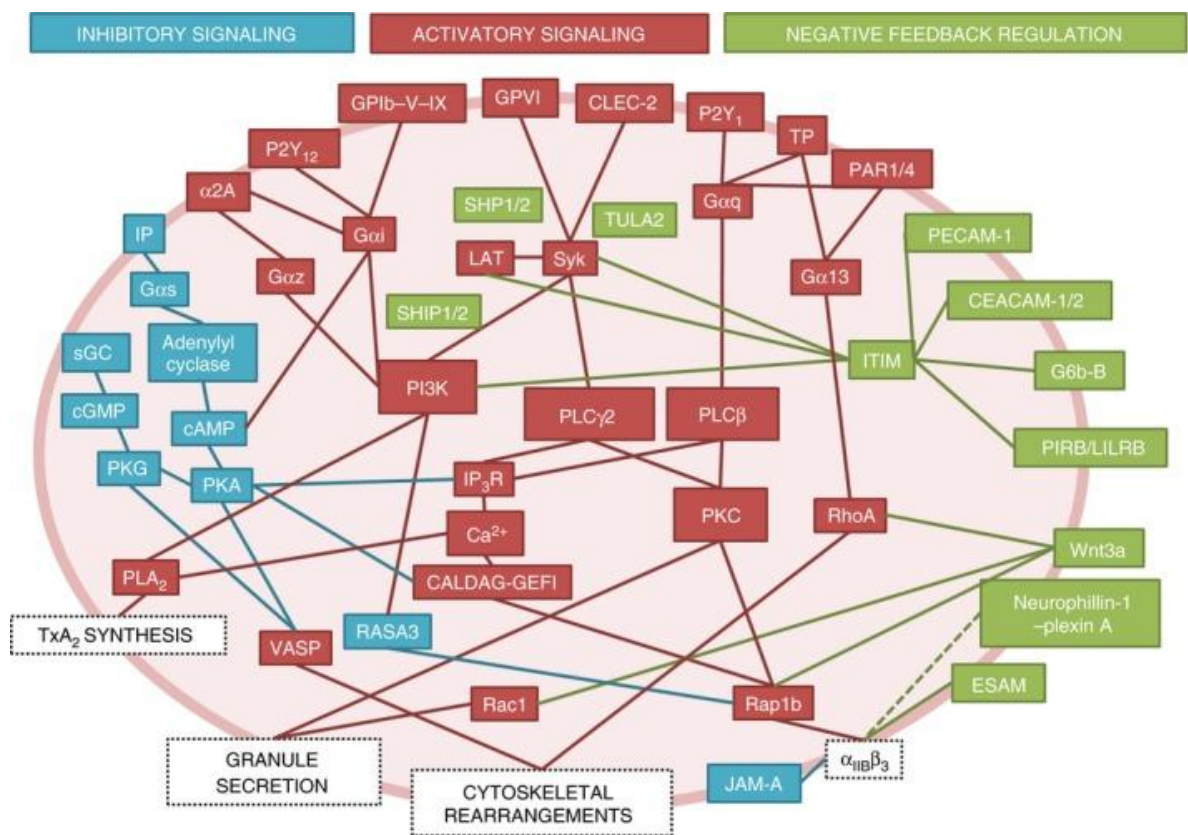 INHIBITORY SIGNALING
ACTIVATORY SIGNALING
NEGATIVE FEEDBACK REGULATION
GPIb–V–IX
GPVI
CLEC-2
P2Y₁
TP
P2Y₁₂
PAR1/4
α2A
SHP1/2
TULA2
Gαq
IP
Gαi
PECAM-1
LAT
Syk
Gαz
Gα13
Gαs
CEACAM-1/2
SHIP1/2
sGC
Adenylyl
cyclase
ITIM
G6b-B
PI3K
cGMP
cAMP
PLCγ2
PLCβ
PIRB/LILRB
PKG
PKA
IP₃R
PKC
RhoA
Ca²⁺
Wnt3a
PLA₂
CALDAG-GEFI
Neurophillin-1
–plexin A
TxA₂ SYNTHESIS
VASP
RASA3
ESAM
Rac1
Rap1b
GRANULE
SECRETION
αIIBβ₃
JAM-A
CYTOSKELETAL
REARRANGEMENTS